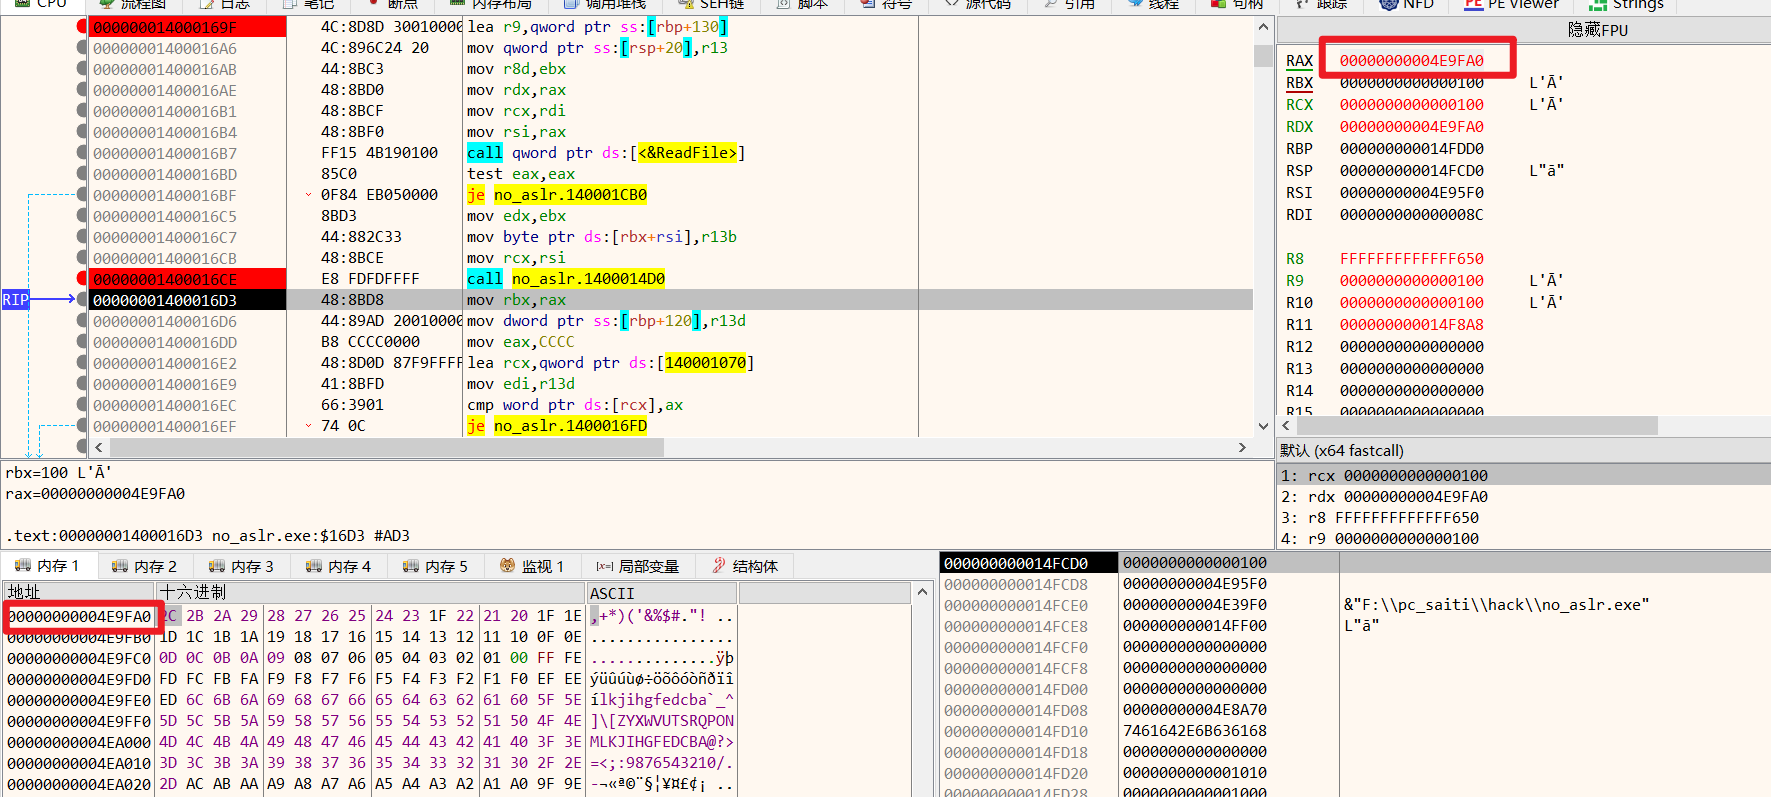 CPU 流程图 日志 笔记 断点 内存布局 调用堆栈 SEH链 脚本 符号 源代码 引用 线程 句柄 跟踪 NFD PE Viewer Strings
000000014000169F 4C:8D8D 30010000 lea r9,qword ptr ss:[rbp+130]
00000001400016A6 4C:896C24 20 mov qword ptr ss:[rsp+20],r13
00000001400016AB 44:8BC3 mov r8d,ebx
00000001400016AE 48:8BD0 mov rdx,rax
00000001400016B1 48:8BCF mov rcx,rdi
00000001400016B4 48:8BF0 mov rsi,rax
00000001400016B7 FF15 4B190100 call qword ptr ds:[<&ReadFile>]
00000001400016BD 85C0 test eax,eax
00000001400016BF 0F84 EB050000 je no_aslr.140001CB0
00000001400016C5 8BD3 mov edx,ebx
00000001400016C7 44:882C33 mov byte ptr ds:[rbx+rsi],r13b
00000001400016CB 48:8BCE mov rcx,rsi
00000001400016CE E8 FDFDFFFF call no_aslr.1400014D0
RIP 00000001400016D3 48:8BD8 mov rbx,rax
00000001400016D6 44:89AD 20010000 mov dword ptr ss:[rbp+120],r13d
00000001400016DD B8 CCCC0000 mov eax,CCCC
00000001400016E2 48:8D0D 87F9FFFF lea rcx,qword ptr ds:[140001070]
00000001400016E9 41:8BFD mov edi,r13d
00000001400016EC 66:3901 cmp word ptr ds:[rcx],ax
00000001400016EF 74 0C je no_aslr.1400016FD
隐藏FPU
RAX 00000000004E9FA0
RBX 0000000000000100 L'Ā'
RCX 0000000000000100 L'Ā'
RDX 00000000004E9FA0
RBP 000000000014FDD0
RSP 000000000014FCD0 L"ā"
RSI 00000000004E95F0
RDI 000000000000008C
R8 FFFFFFFFFFFFF650
R9 0000000000000100 L'Ā'
R10 0000000000000100 L'Ā'
R11 000000000014F8A8
R12 0000000000000000
R13 0000000000000000
R14 0000000000000000
R15 0000000000000000
默认 (x64 fastcall)
1: rcx 0000000000000100
2: rdx 00000000004E9FA0
3: r8 FFFFFFFFFFFFF650
4: r9 0000000000000100
rbx=100 L'Ā'
rax=00000000004E9FA0
.text:00000001400016D3 no_aslr.exe:$16D3 #AD3
内存 1 内存 2 内存 3 内存 4 内存 5 监视 1 [x=] 局部变量 结构体
地址 十六进制 ASCII
00000000004E9FA0 2C 2B 2A 29 28 27 26 25 24 23 1F 22 21 20 1F 1E ,+*)('&%$#."! ..
00000000004E9FB0 1D 1C 1B 1A 19 18 17 16 15 14 13 12 11 10 0F 0E ................
00000000004E9FC0 0D 0C 0B 0A 09 08 07 06 05 04 03 02 01 00 FF FE ..............ÿþ
00000000004E9FD0 FD FC FB FA F9 F8 F7 F6 F5 F4 F3 F2 F1 F0 EF EE ýüûúùø÷öõôóòñðïî
00000000004E9FE0 ED 6C 6B 6A 69 68 67 66 65 64 63 62 61 60 5F 5E ílkjihgfedcba`_^
00000000004E9FF0 5D 5C 5B 5A 59 58 57 56 55 54 53 52 51 50 4F 4E ]\[ZYXWVUTSRQPON
00000000004EA000 4D 4C 4B 4A 49 48 47 46 45 44 43 42 41 40 3F 3E MLKJIHGFEDCBA@?>
00000000004EA010 3D 3C 3B 3A 39 38 37 36 35 34 33 32 31 30 2F 2E =<;:9876543210/.
00000000004EA020 2D AC AB AA A9 A8 A7 A6 A5 A4 A3 A2 A1 A0 9F 9E -¬«ª©¨§¦¥¤£¢¡ ..
000000000014FCD0 0000000000000100
000000000014FCD8 00000000004E95F0
000000000014FCE0 00000000004E39F0 &"F:\\pc_saiti\\hack\\no_aslr.exe"
000000000014FCE8 000000000014FF00 L"ā"
000000000014FCF0 0000000000000000
000000000014FCF8 0000000000000000
000000000014FD00 0000000000000000
000000000014FD08 00000000004E8A70
000000000014FD10 7461642E6B636168
000000000014FD18 0000000000000000
000000000014FD20 0000000000001010
000000000014FD28 0000000000001000